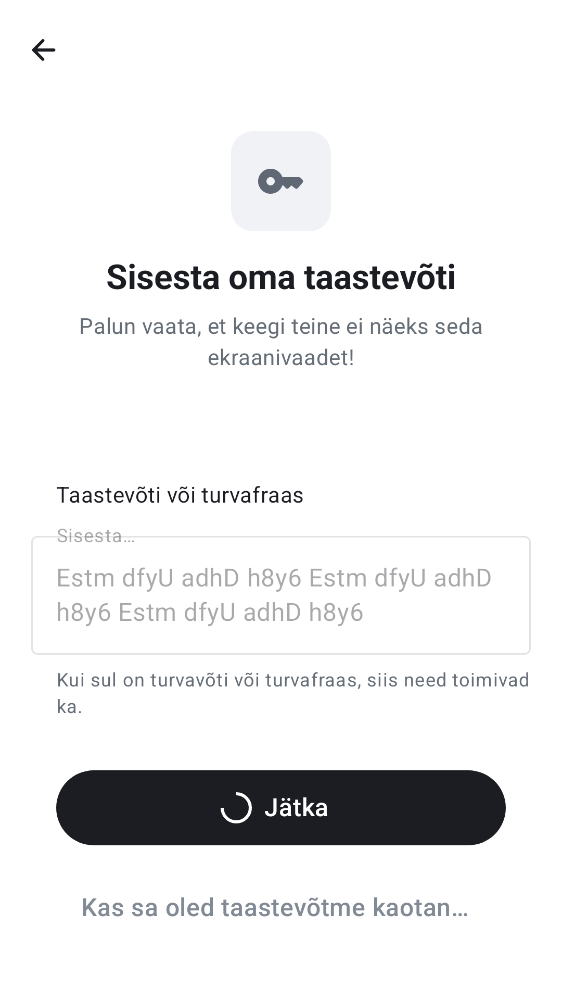 Sisesta oma taastevõti
Palun vaata, et keegi teine ei näeks seda
ekraanivaadet!
Taastevõti või turvafraas
Sisesta…
Estm dfyU adhD h8y6 Estm dfyU adhD
h8y6 Estm dfyU adhD h8y6
Kui sul on turvavõti või turvafraas, siis need toimivad
ka.
Jätka
Kas sa oled taastevõtme kaotan…